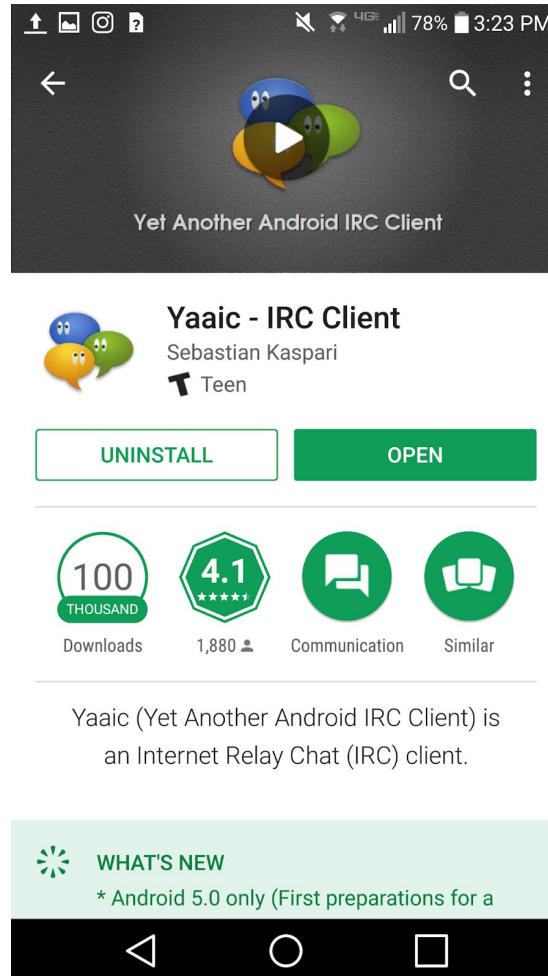 4G 78% 3:23 PM
Yet Another Android IRC Client
Yaaic - IRC Client
Sebastian Kaspari
T Teen
UNINSTALL
OPEN
100
THOUSAND
Downloads
4.1
1,880
Communication
Similar
Yaaic (Yet Another Android IRC Client) is
an Internet Relay Chat (IRC) client.
WHAT'S NEW
* Android 5.0 only (First preparations for a